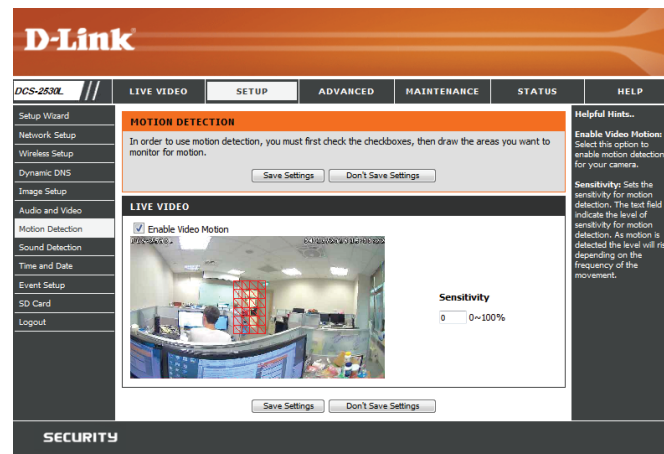 D-Link
DCS-2530L
LIVE VIDEO
SETUP
ADVANCED
MAINTENANCE
STATUS
HELP
Setup Wizard
Network Setup
Wireless Setup
Dynamic DNS
Image Setup
Audio and Video
Motion Detection
Sound Detection
Time and Date
Event Setup
SD Card
Logout
MOTION DETECTION
In order to use motion detection, you must first check the checkboxes, then draw the areas you want to
monitor for motion.
Save Settings
Don't Save Settings
LIVE VIDEO
Enable Video Motion
Sensitivity
0
0~100%
Save Settings
Don't Save Settings
Helpful Hints..
Enable Video Motion:
Select this option to
enable motion detection
for your camera.
Sensitivity: Sets the
sensitivity for motion
detection. The text field
indicate the level of
sensitivity for motion
detection. As motion is
detected the level will ris
depending on the
frequency of the
movement.
SECURITY